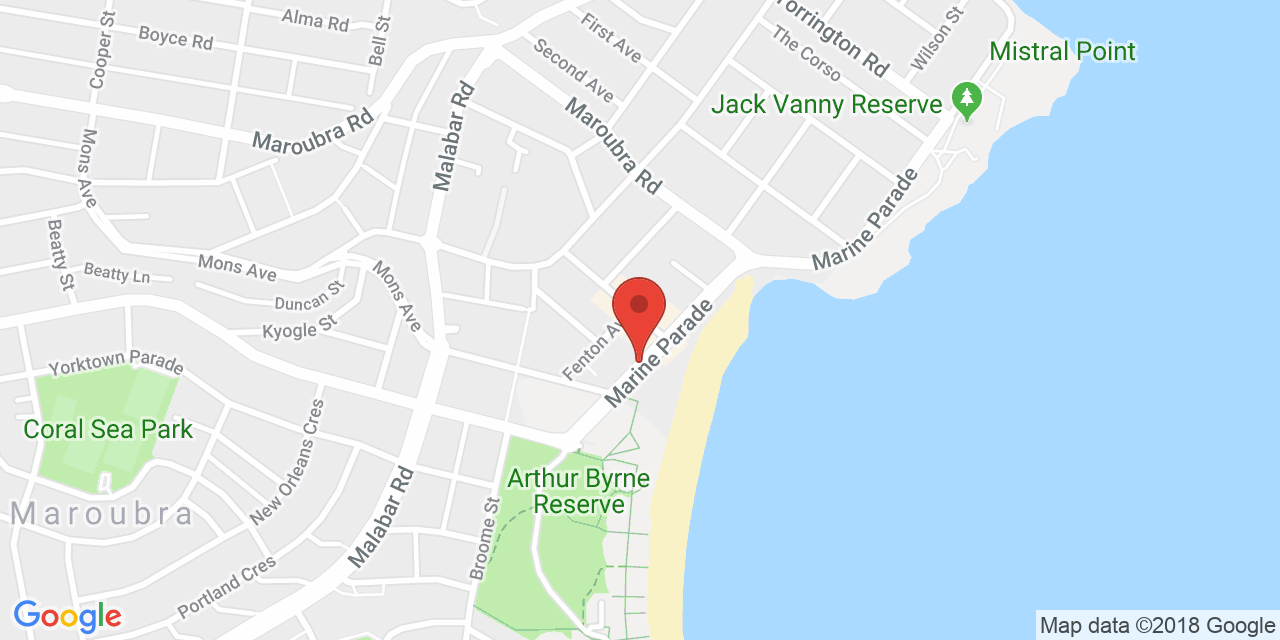 Cooper St
Alma Rd
Bell St
Boyce Rd
First Ave
Torrington Rd
Wilson St
The Corso
Mistral Point
Second Ave
Jack Vanny Reserve
Maroubra Rd
Malabar Rd
Maroubra Rd
Mons Ave
Marine Parade
Beatty St
Beatty Ln
Mons Ave
Mons Ave
Duncan St
Kyogle St
Fenton Av
Marine Parade
Yorktown Parade
Coral Sea Park
New Orleans Cres
Arthur Byrne
Reserve
Maroubra
Malabar Rd
Broome St
Portland Cres
Google
Map data ©2018 Google